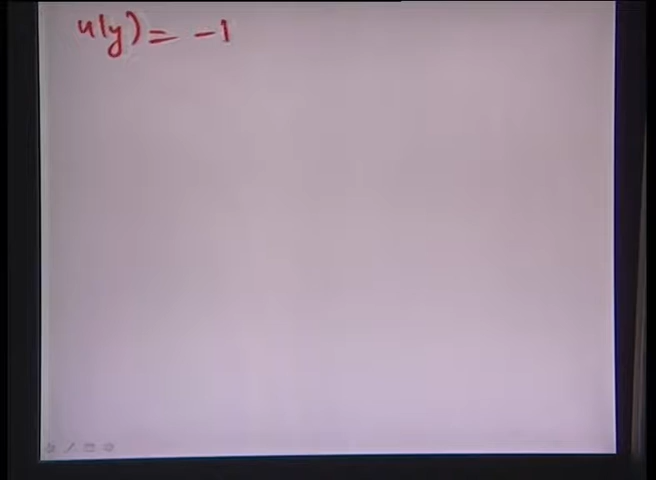 u(y) = -1